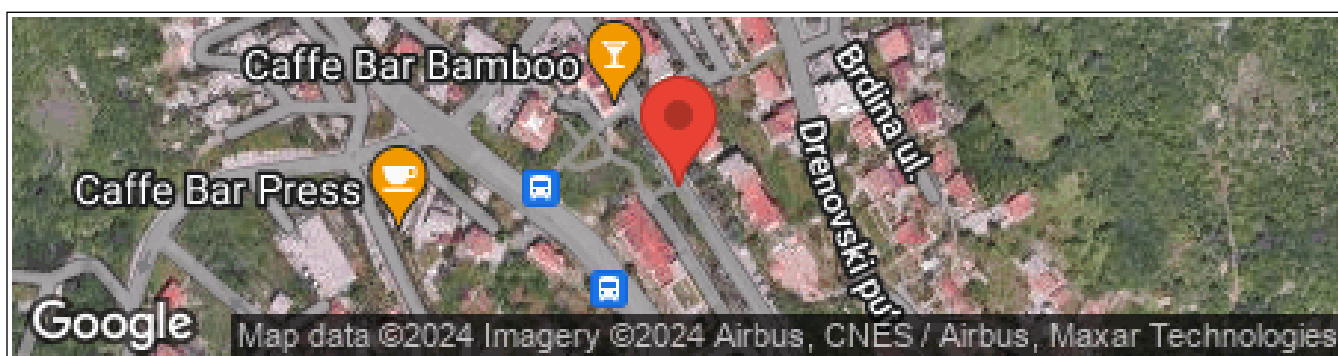 Caffe Bar Bamboo
Brdina ul.
Caffe Bar Press
Drenovski put
Google
Map data ©2024 Imagery ©2024 Airbus, CNES / Airbus, Maxar Technologies